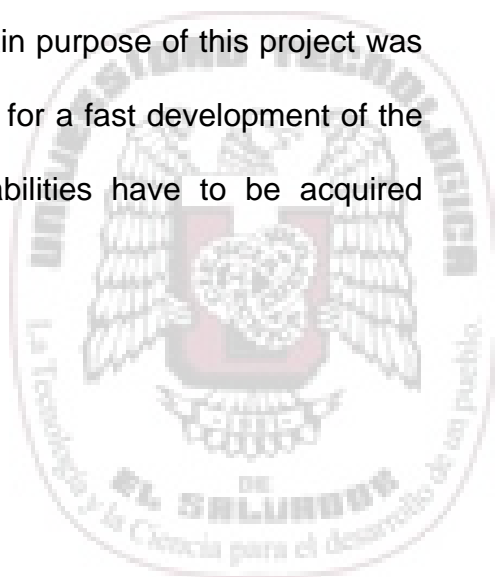 in purpose of this project was
for a fast development of the
abilities have to be acquired
UNIVERSIDAD TECNOLOGICA
La Tecnología y la Ciencia para el desarrollo de un pueblo.
DE
EL SALVADOR